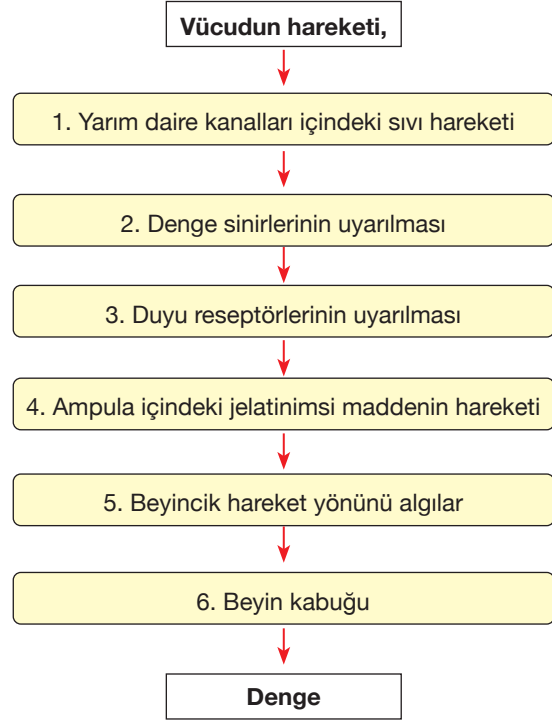 Vücudun hareketi,
1. Yarım daire kanalları içindeki sıvı hareketi
2. Denge sinirlerinin uyarılması
3. Duyu reseptörlerinin uyarılması
4. Ampula içindeki jelatinimsi maddenin hareketi
5. Beyincik hareket yönünü algılar
6. Beyin kabuğu
Denge